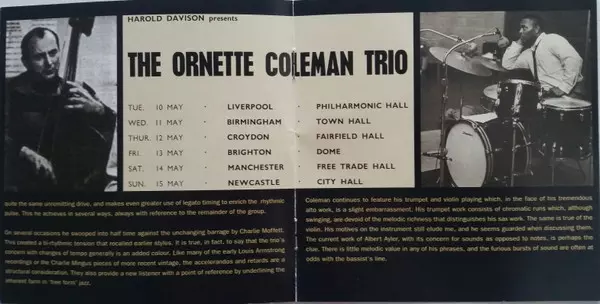 HAROLD DAVISON presents
THE ORNETTE COLEMAN TRIO
TUE. 10 MAY · LIVERPOOL · PHILHARMONIC HALL
WED. 11 MAY · BIRMINGHAM · TOWN HALL
THUR. 12 MAY · CROYDON · FAIRFIELD HALL
FRI. 13 MAY · BRIGHTON · DOME
SAT. 14 MAY · MANCHESTER · FREE TRADE HALL
SUN. 15 MAY · NEWCASTLE · CITY HALL
quite the same unremitting drive, and makes even greater use of legato timing to enrich the rhythmic
pulse. This he achieves in several ways, always with reference to the remainder of the group.
On several occasions he swooped into half time against the unchanging barrage by Charlie Moffett.
This created a bi-rhythmic tension that recalled earlier styles. It is true, in fact, to say that the trio's
concern with changes of tempo generally is an added colour. Like many of the early Louis Armstrong
recordings or the Charlie Mingus pieces of more recent vintage, the accelerandos and retards are a
structural consideration. They also provide a new listener with a point of reference by underlining the
inherent form in 'free form' jazz.
Coleman continues to feature his trumpet and violin playing which, in the face of his tremendous
alto work, is a slight embarrassment. His trumpet work consists of chromatic runs which, although
swinging, are devoid of the melodic richness that distinguishes his sax work. The same is true of the
violin. His motives on the instrument still elude me, and he seems guarded when discussing them.
The current work of Albert Ayler, with its concern for sounds as opposed to notes, is perhaps the
clue. There is little melodic value in any of his phrases, and the furious bursts of sound are often at
odds with the bassist's line.